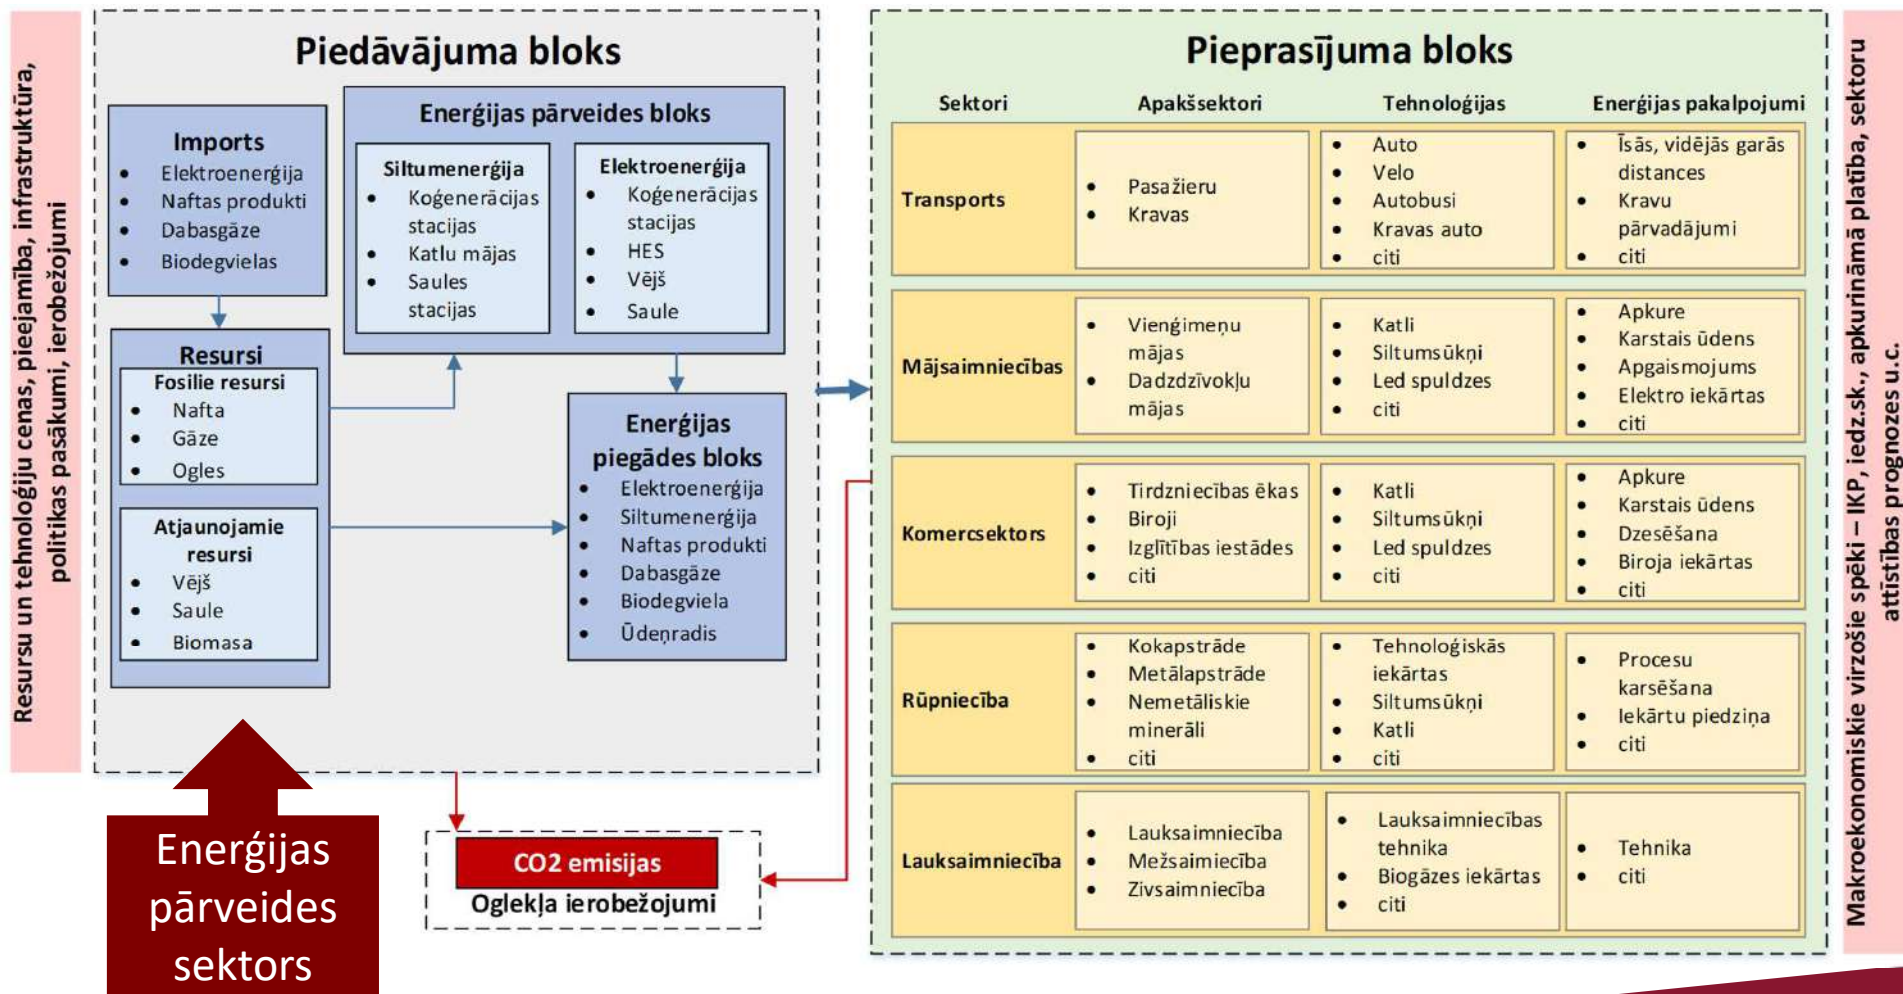 Resursu un tehnoloģiju cenas, pieejamība, infrastruktūra,
politikas pasākumi, ierobežojumi
Piedāvājuma bloks
Imports
• Elektroenerģija
• Naftas produkti
• Dabasgāze
• Biodegvielas
Enerģijas pārveides bloks
Siltumenerģija
• Koģenerācijas
stacijas
• Katlu mājas
• Saules
stacijas
Elektroenerģija
• Koģenerācijas
stacijas
• HES
• Vējš
• Saule
Resursi
Fosilie resursi
• Nafta
• Gāze
• Ogles
Atjaunojamie
resursi
• Vējš
• Saule
• Biomasa
Enerģijas
piegādes bloks
• Elektroenerģija
• Siltumenerģija
• Naftas produkti
• Dabasgāze
• Biodegviela
• Ūdeņradis
Enerģijas
pārveides
sektors
CO2 emisijas
Oglekļa ierobežojumi
Pieprasījuma bloks
Sektori
Apakšsektori
Tehnoloģijas
Enerģijas pakalpojumi
Transports
• Pasažieru
• Kravas
• Auto
• Velo
• Autobusi
• Kravas auto
• citi
• Īsās, vidējās garās
distances
• Kravu
pārvadājumi
• citi
Mājsaimniecības
• Vienģimeņu
mājas
• Dadzdzīvokļu
mājas
• Katli
• Siltumsūkņi
• Led spuldzes
• citi
• Apkure
• Karstais ūdens
• Apgaismojums
• Elektro iekārtas
• citi
Komercsektors
• Tirdzniecības ēkas
• Biroji
• Izglītības iestādes
• citi
• Katli
• Siltumsūkņi
• Led spuldzes
• citi
• Apkure
• Karstais ūdens
• Dzesēšana
• Biroja iekārtas
• citi
Rūpniecība
• Kokapstrāde
• Metālapstrāde
• Nemetāliskie
minerāli
• citi
• Tehnoloģiskās
iekārtas
• Siltumsūkņi
• Katli
• citi
• Procesu
karsēšana
• Iekārtu piedziņa
• citi
Lauksaimniecība
• Lauksaimniecība
• Mežsaimiecība
• Zivsaimniecība
• Lauksaimniecības
tehnika
• Biogāzes iekārtas
• citi
• Tehnika
• citi
Makroekonomiskie virzošie spēki – IKP, iedz.sk., apkurināmā platība, sektoru
attīstības prognozes u.c.